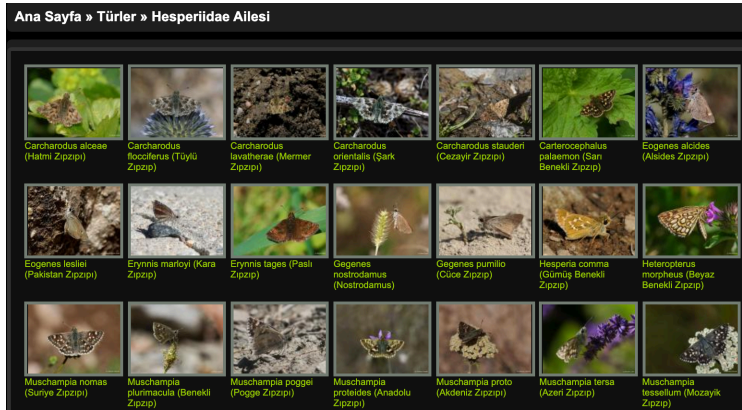 Ana Sayfa » Türler » Hesperiidae Ailesi
Carcharodus alceae
(Hatmi Zıpzıpı)
Carcharodus
flocciferus (Tüylü
Zıpzıp)
Carcharodus
lavatherae (Mermer
Zıpzıpı)
Carcharodus
orientalis (Şark
Zıpzıpı)
Carcharodus stauderi
(Cezayir Zıpzıpı)
Carterocephalus
palaemon (Sarı
Benekli Zıpzıp)
Eogenes alcides
(Alsides Zıpzıpı)
Eogenes lesliei
(Pakistan Zıpzıpı)
Erynnis marloyi (Kara
Zıpzıp)
Erynnis tages (Paslı
Zıpzıp)
Gegenes
nostrodamus
(Nostrodamus)
Gegenes pumilio
(Cüce Zıpzıp)
Hesperia comma
(Gümüş Benekli
Zıpzıp)
Heteropterus
morpheus (Beyaz
Benekli Zıpzıp)
Muschampia nomas
(Suriye Zıpzıpı)
Muschampia
plurimacula (Benekli
Zıpzıp)
Muschampia poggei
(Pogge Zıpzıpı)
Muschampia
proteides (Anadolu
Zıpzıpı)
Muschampia proto
(Akdeniz Zıpzıpı)
Muschampia tersa
(Azeri Zıpzıp)
Muschampia
tessellum (Mozayik
Zıpzıp)